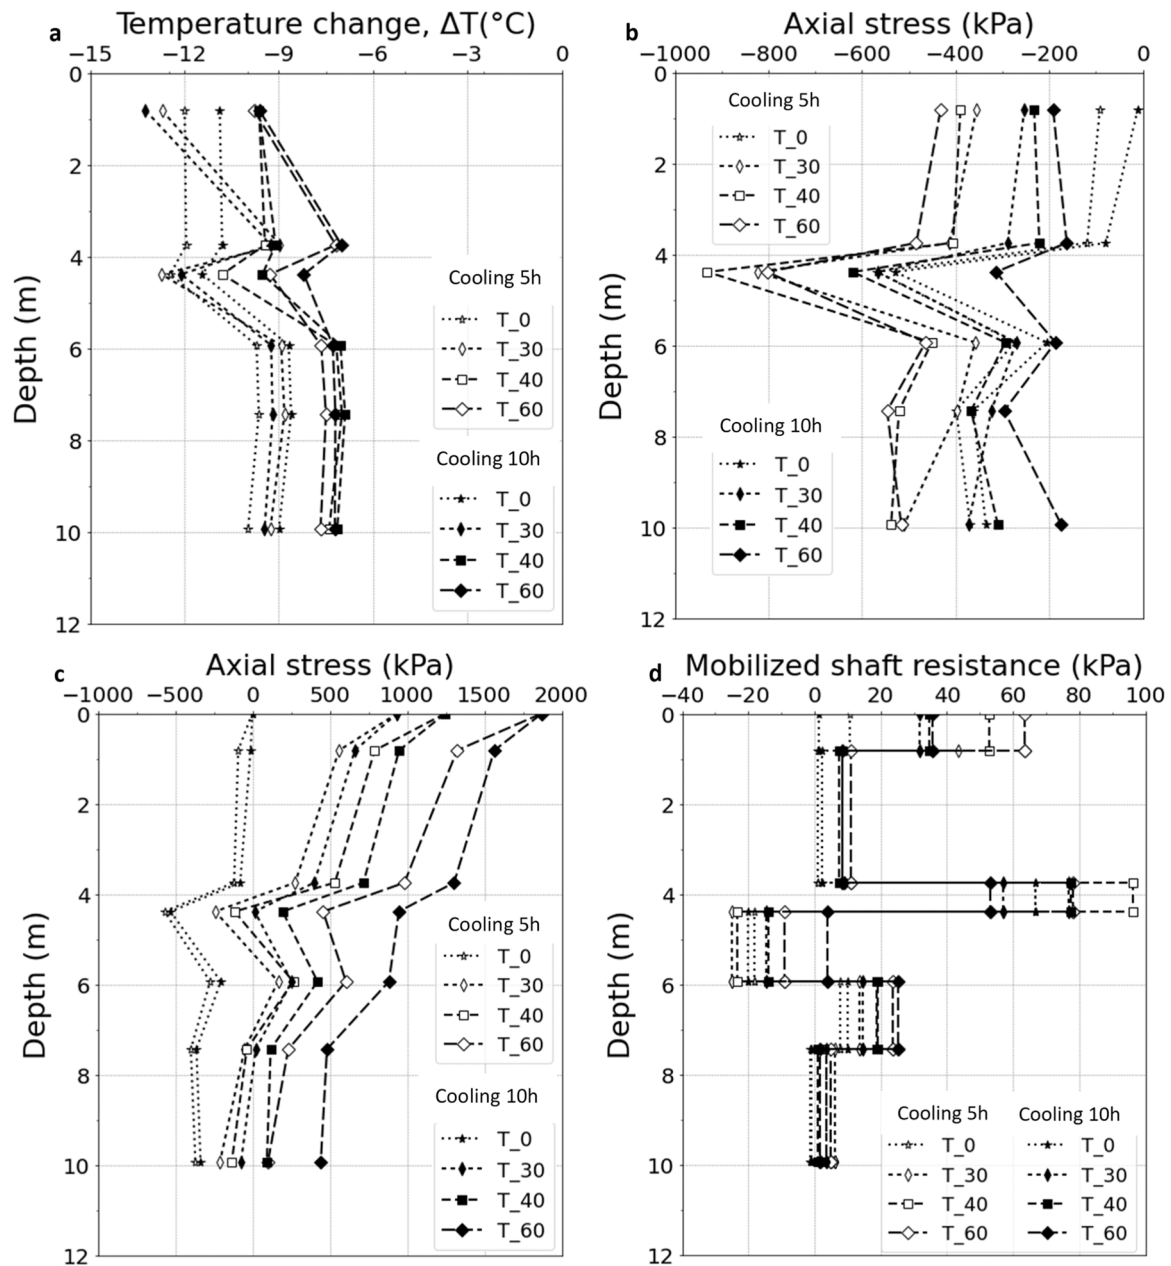 a Temperature change, ΔT(°C)
−15 −12 −9 −6 −3 0
0
2
4
6
8
10
12
Depth (m)
Cooling 5h
T_0
T_30
T_40
T_60
Cooling 10h
T_0
T_30
T_40
T_60
b Axial stress (kPa)
−1000 −800 −600 −400 −200 0
0
2
4
6
8
10
12
Depth (m)
Cooling 5h
T_0
T_30
T_40
T_60
Cooling 10h
T_0
T_30
T_40
T_60
c Axial stress (kPa)
−1000 −500 0 500 1000 1500 2000
0
2
4
6
8
10
12
Depth (m)
Cooling 5h
T_0
T_30
T_40
T_60
Cooling 10h
T_0
T_30
T_40
T_60
d Mobilized shaft resistance (kPa)
−40 −20 0 20 40 60 80 100
0
2
4
6
8
10
12
Depth (m)
Cooling 5h Cooling 10h
T_0 T_0
T_30 T_30
T_40 T_40
T_60 T_60